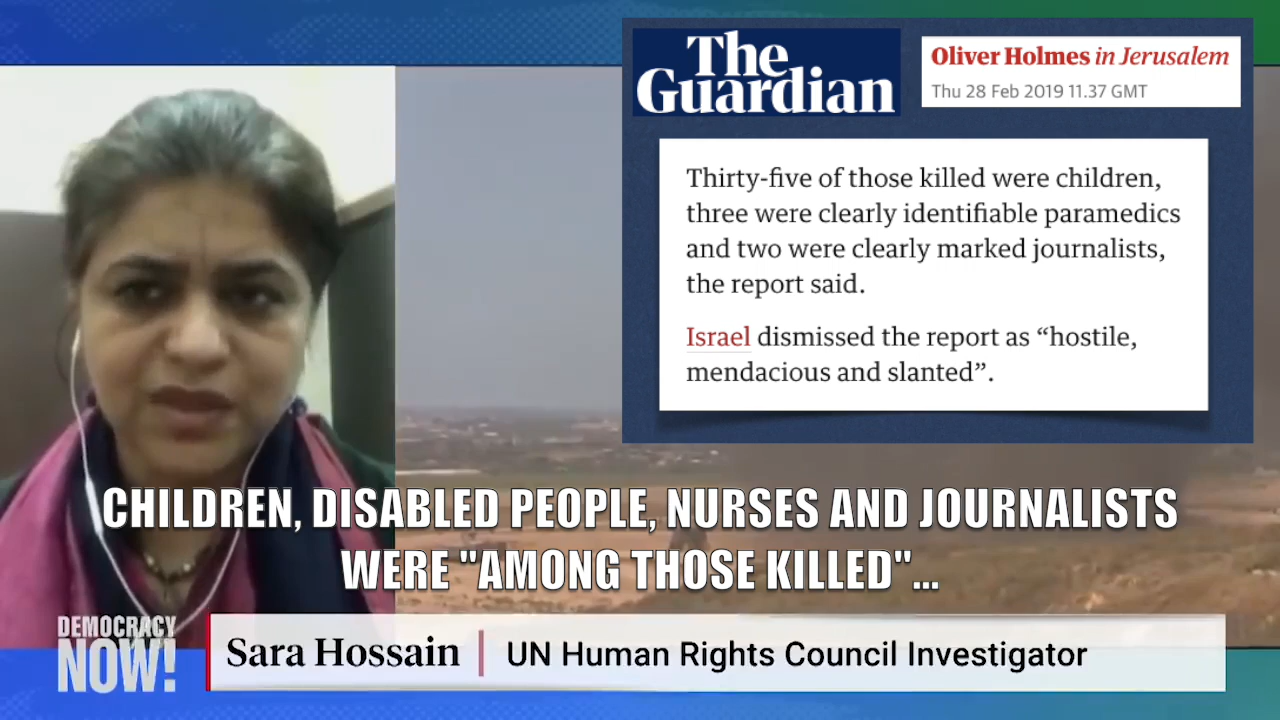 The
Guardian
Oliver Holmes in Jerusalem
Thu 28 Feb 2019 11.37 GMT
Thirty-five of those killed were children,
three were clearly identifiable paramedics
and two were clearly marked journalists,
the report said.
Israel dismissed the report as “hostile,
mendacious and slanted”.
CHILDREN, DISABLED PEOPLE, NURSES AND JOURNALISTS
WERE "AMONG THOSE KILLED"...
DEMOCRACY
NOW!
Sara Hossain | UN Human Rights Council Investigator